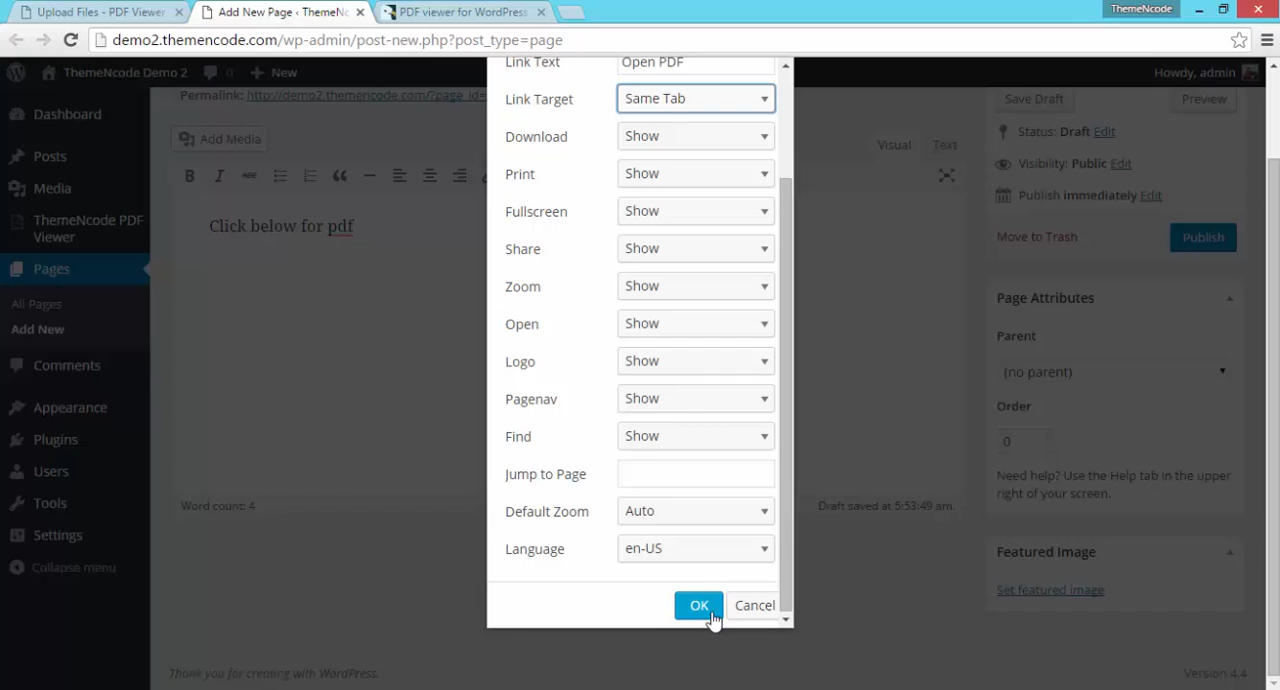 Upload Files - PDF Viewer
Add New Page ‹ ThemeNc
PDF viewer for WordPress
ThemeNcode
demo2.themencode.com/wp-admin/post-new.php?post_type=page
ThemeNcode Demo 2
0
New
Howdy, admin
Link Text
Open PDF
Permalink: http://demo2.themencode.com/?page_id=
Link Target
Same Tab
Save Draft
Preview
Dashboard
Add Media
Download
Show
Visual
Text
Status: Draft Edit
Posts
Print
Show
Visibility: Public Edit
Media
B I ABC
Publish immediately Edit
ThemeNcode PDF
Viewer
Click below for pdf
Fullscreen
Show
Move to Trash
Publish
Share
Show
Pages
Zoom
Show
Page Attributes
All Pages
Open
Show
Parent
Add New
Logo
Show
(no parent)
Comments
Pagenav
Show
Order
Appearance
Find
Show
0
Plugins
Jump to Page
Need help? Use the Help tab in the upper
right of your screen.
Users
Word count: 4
Default Zoom
Auto
Draft saved at 5:53:49 am.
Tools
Language
en-US
Featured Image
Settings
Set featured image
Collapse menu
OK
Cancel
Thank you for creating with WordPress.
Version 4.4